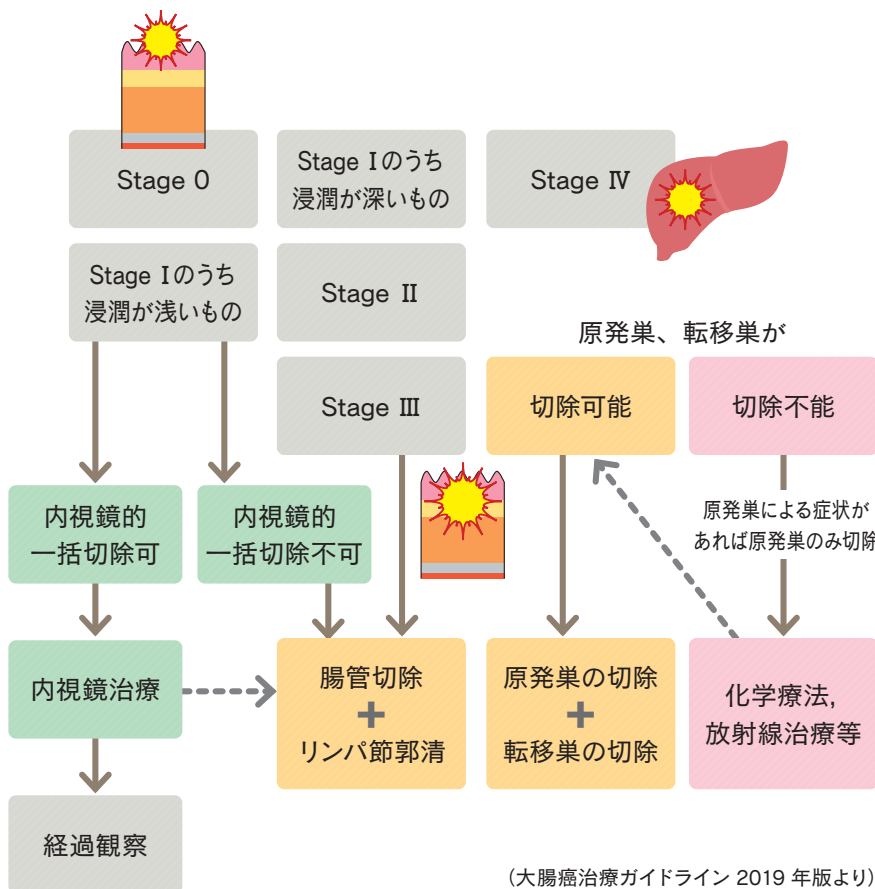 Stage 0
Stage Iのうち
浸潤が深いもの
Stage IV
Stage Iのうち
浸潤が浅いもの
Stage II
原発巣、転移巣が
Stage III
切除可能
切除不能
内視鏡的
一括切除可
内視鏡的
一括切除不可
原発巣による症状が
あれば原発巣のみ切除
内視鏡治療
腸管切除
+
リンパ節郭清
原発巣の切除
+
転移巣の切除
化学療法,
放射線治療等
経過観察
(大腸癌治療ガイドライン 2019 年版より)